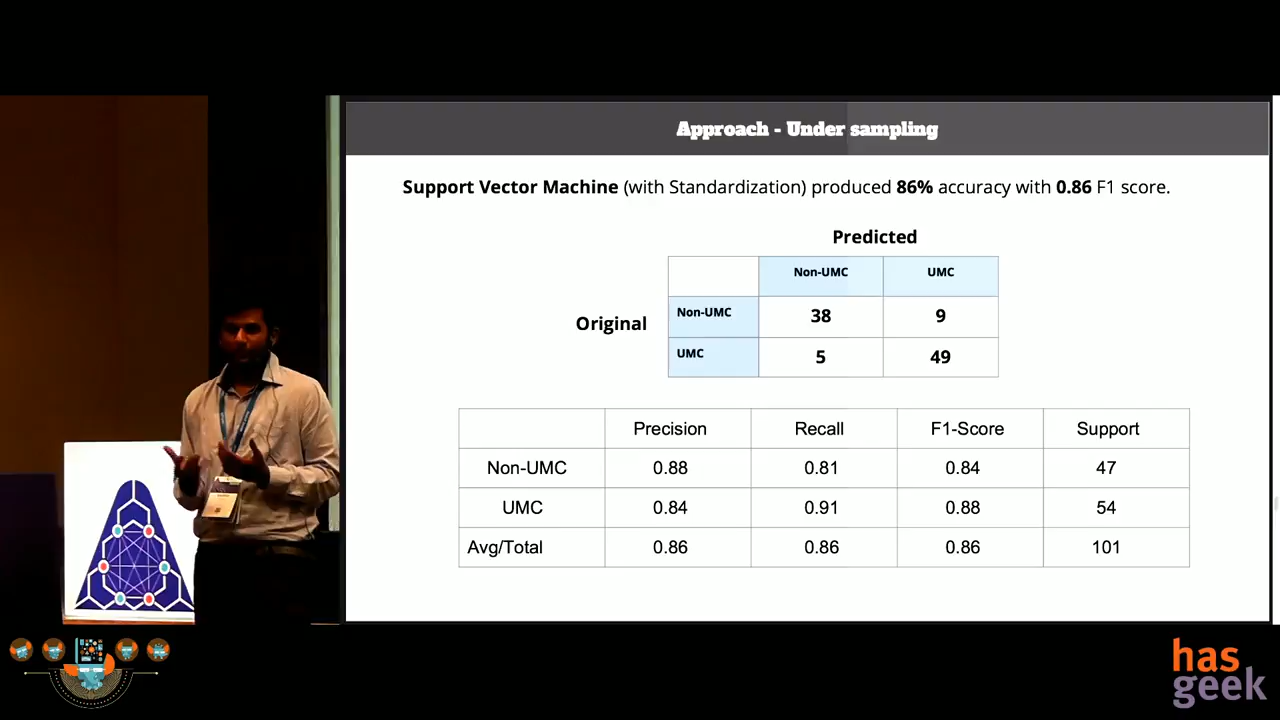 Approach - Under sampling
Support Vector Machine (with Standardization) produced 86% accuracy with 0.86 F1 score.
Predicted
Non-UMC UMC
Original
Non-UMC 38 9
UMC 5 49
Precision Recall F1-Score Support
Non-UMC 0.88 0.81 0.84 47
UMC 0.84 0.91 0.88 54
Avg/Total 0.86 0.86 0.86 101
has
geek